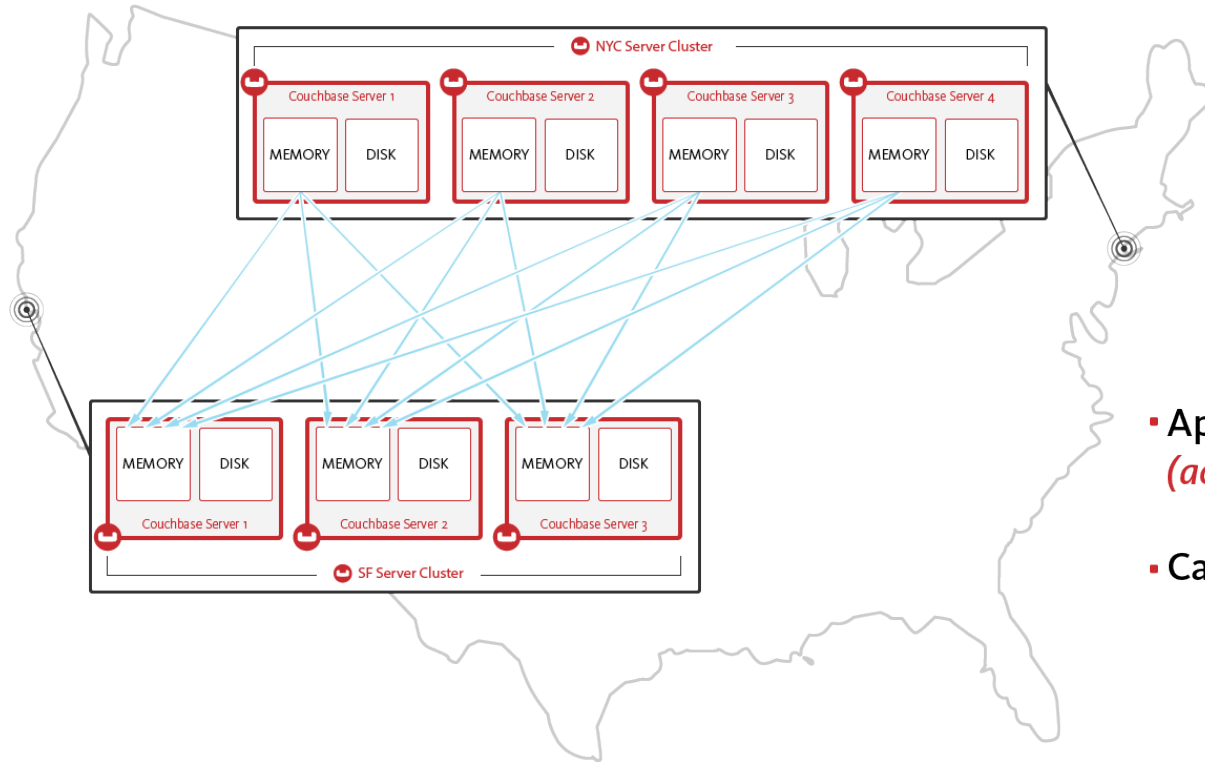 NYC Server Cluster
Couchbase Server 1
Couchbase Server 2
Couchbase Server 3
Couchbase Server 4
MEMORY DISK MEMORY DISK MEMORY DISK MEMORY DISK
MEMORY DISK MEMORY DISK MEMORY DISK
Couchbase Server 1
Couchbase Server 2
Couchbase Server 3
SF Server Cluster